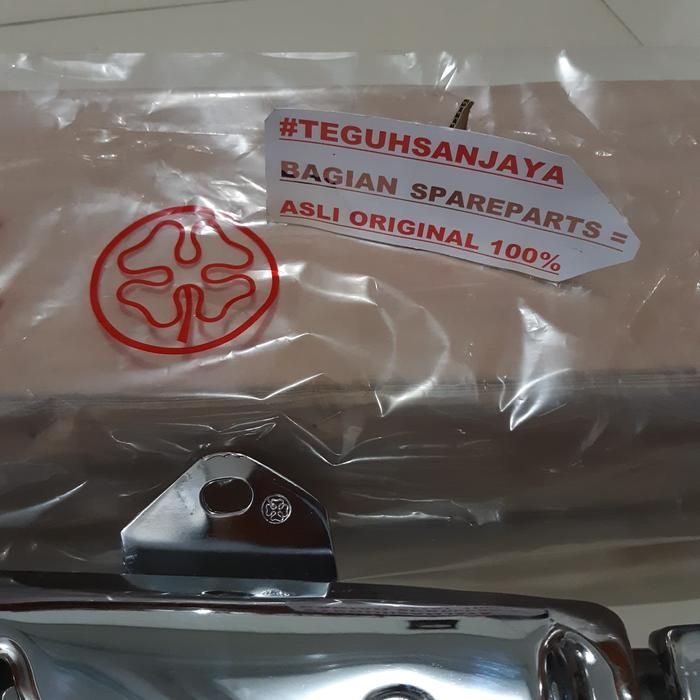 #TEGUHSANJAYA
BAGIAN SPAREPARTS =
ASLI ORIGINAL 100%